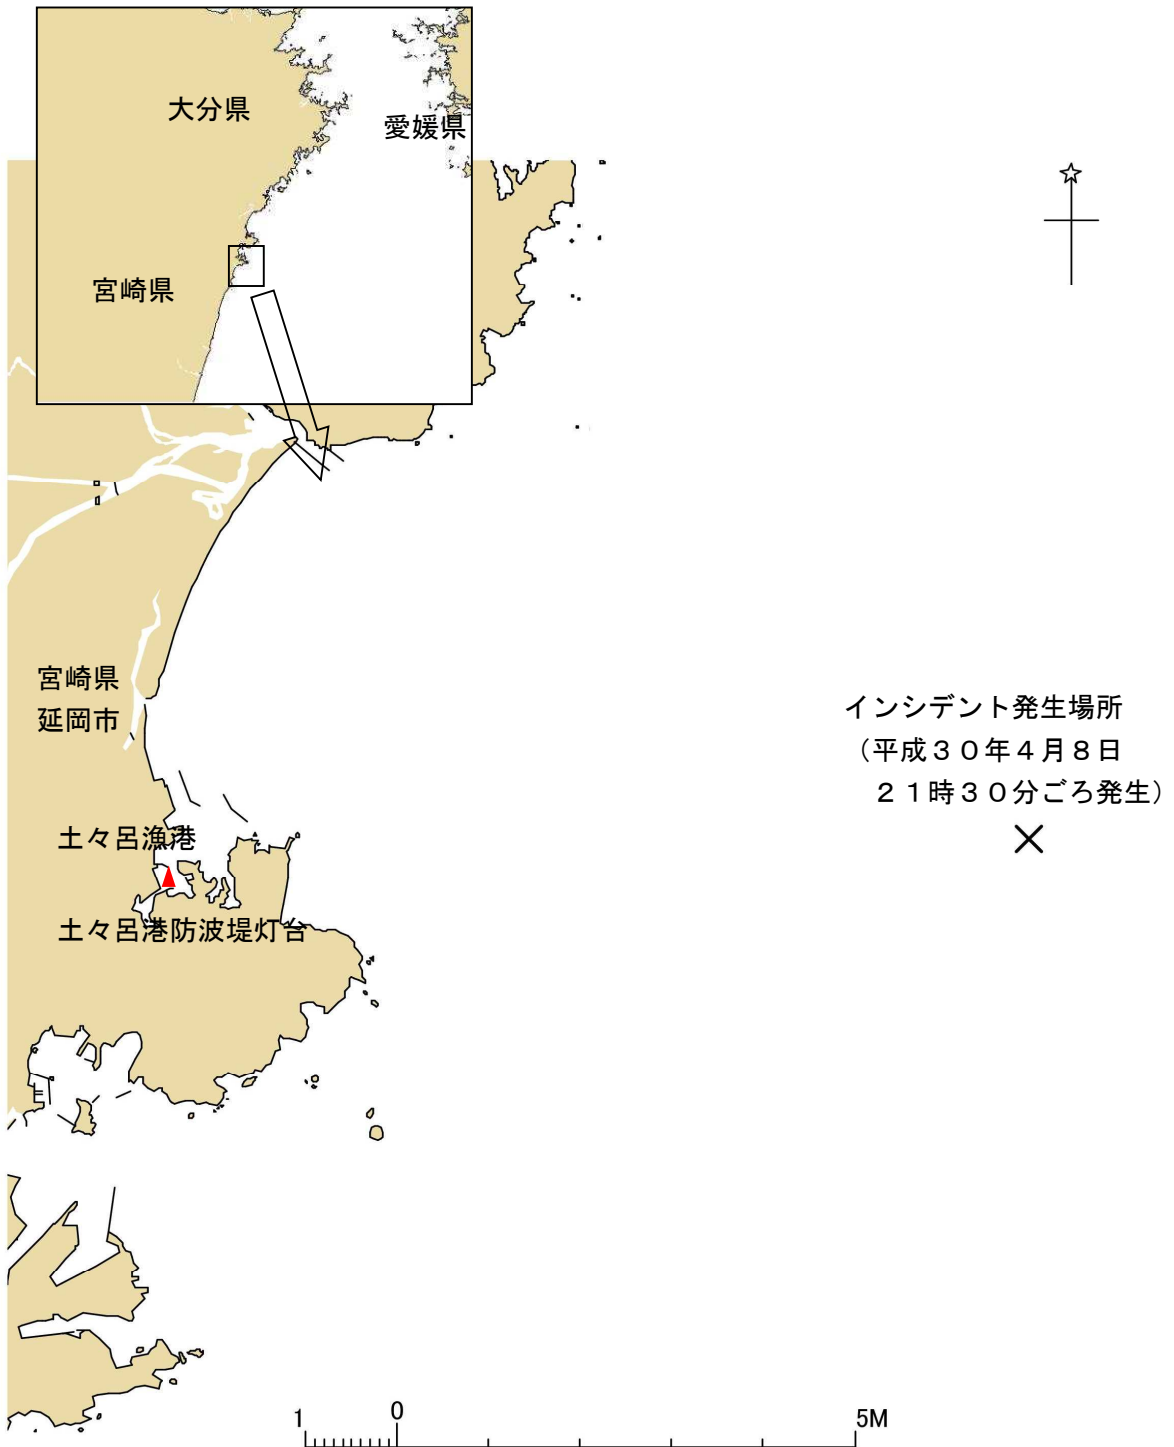 大分県
愛媛県
宮崎県
宮崎県
延岡市
インシデント発生場所
（平成３０年４月８日
２１時３０分ごろ発生）
土々呂漁港
土々呂港防波堤灯台
1 0 5M